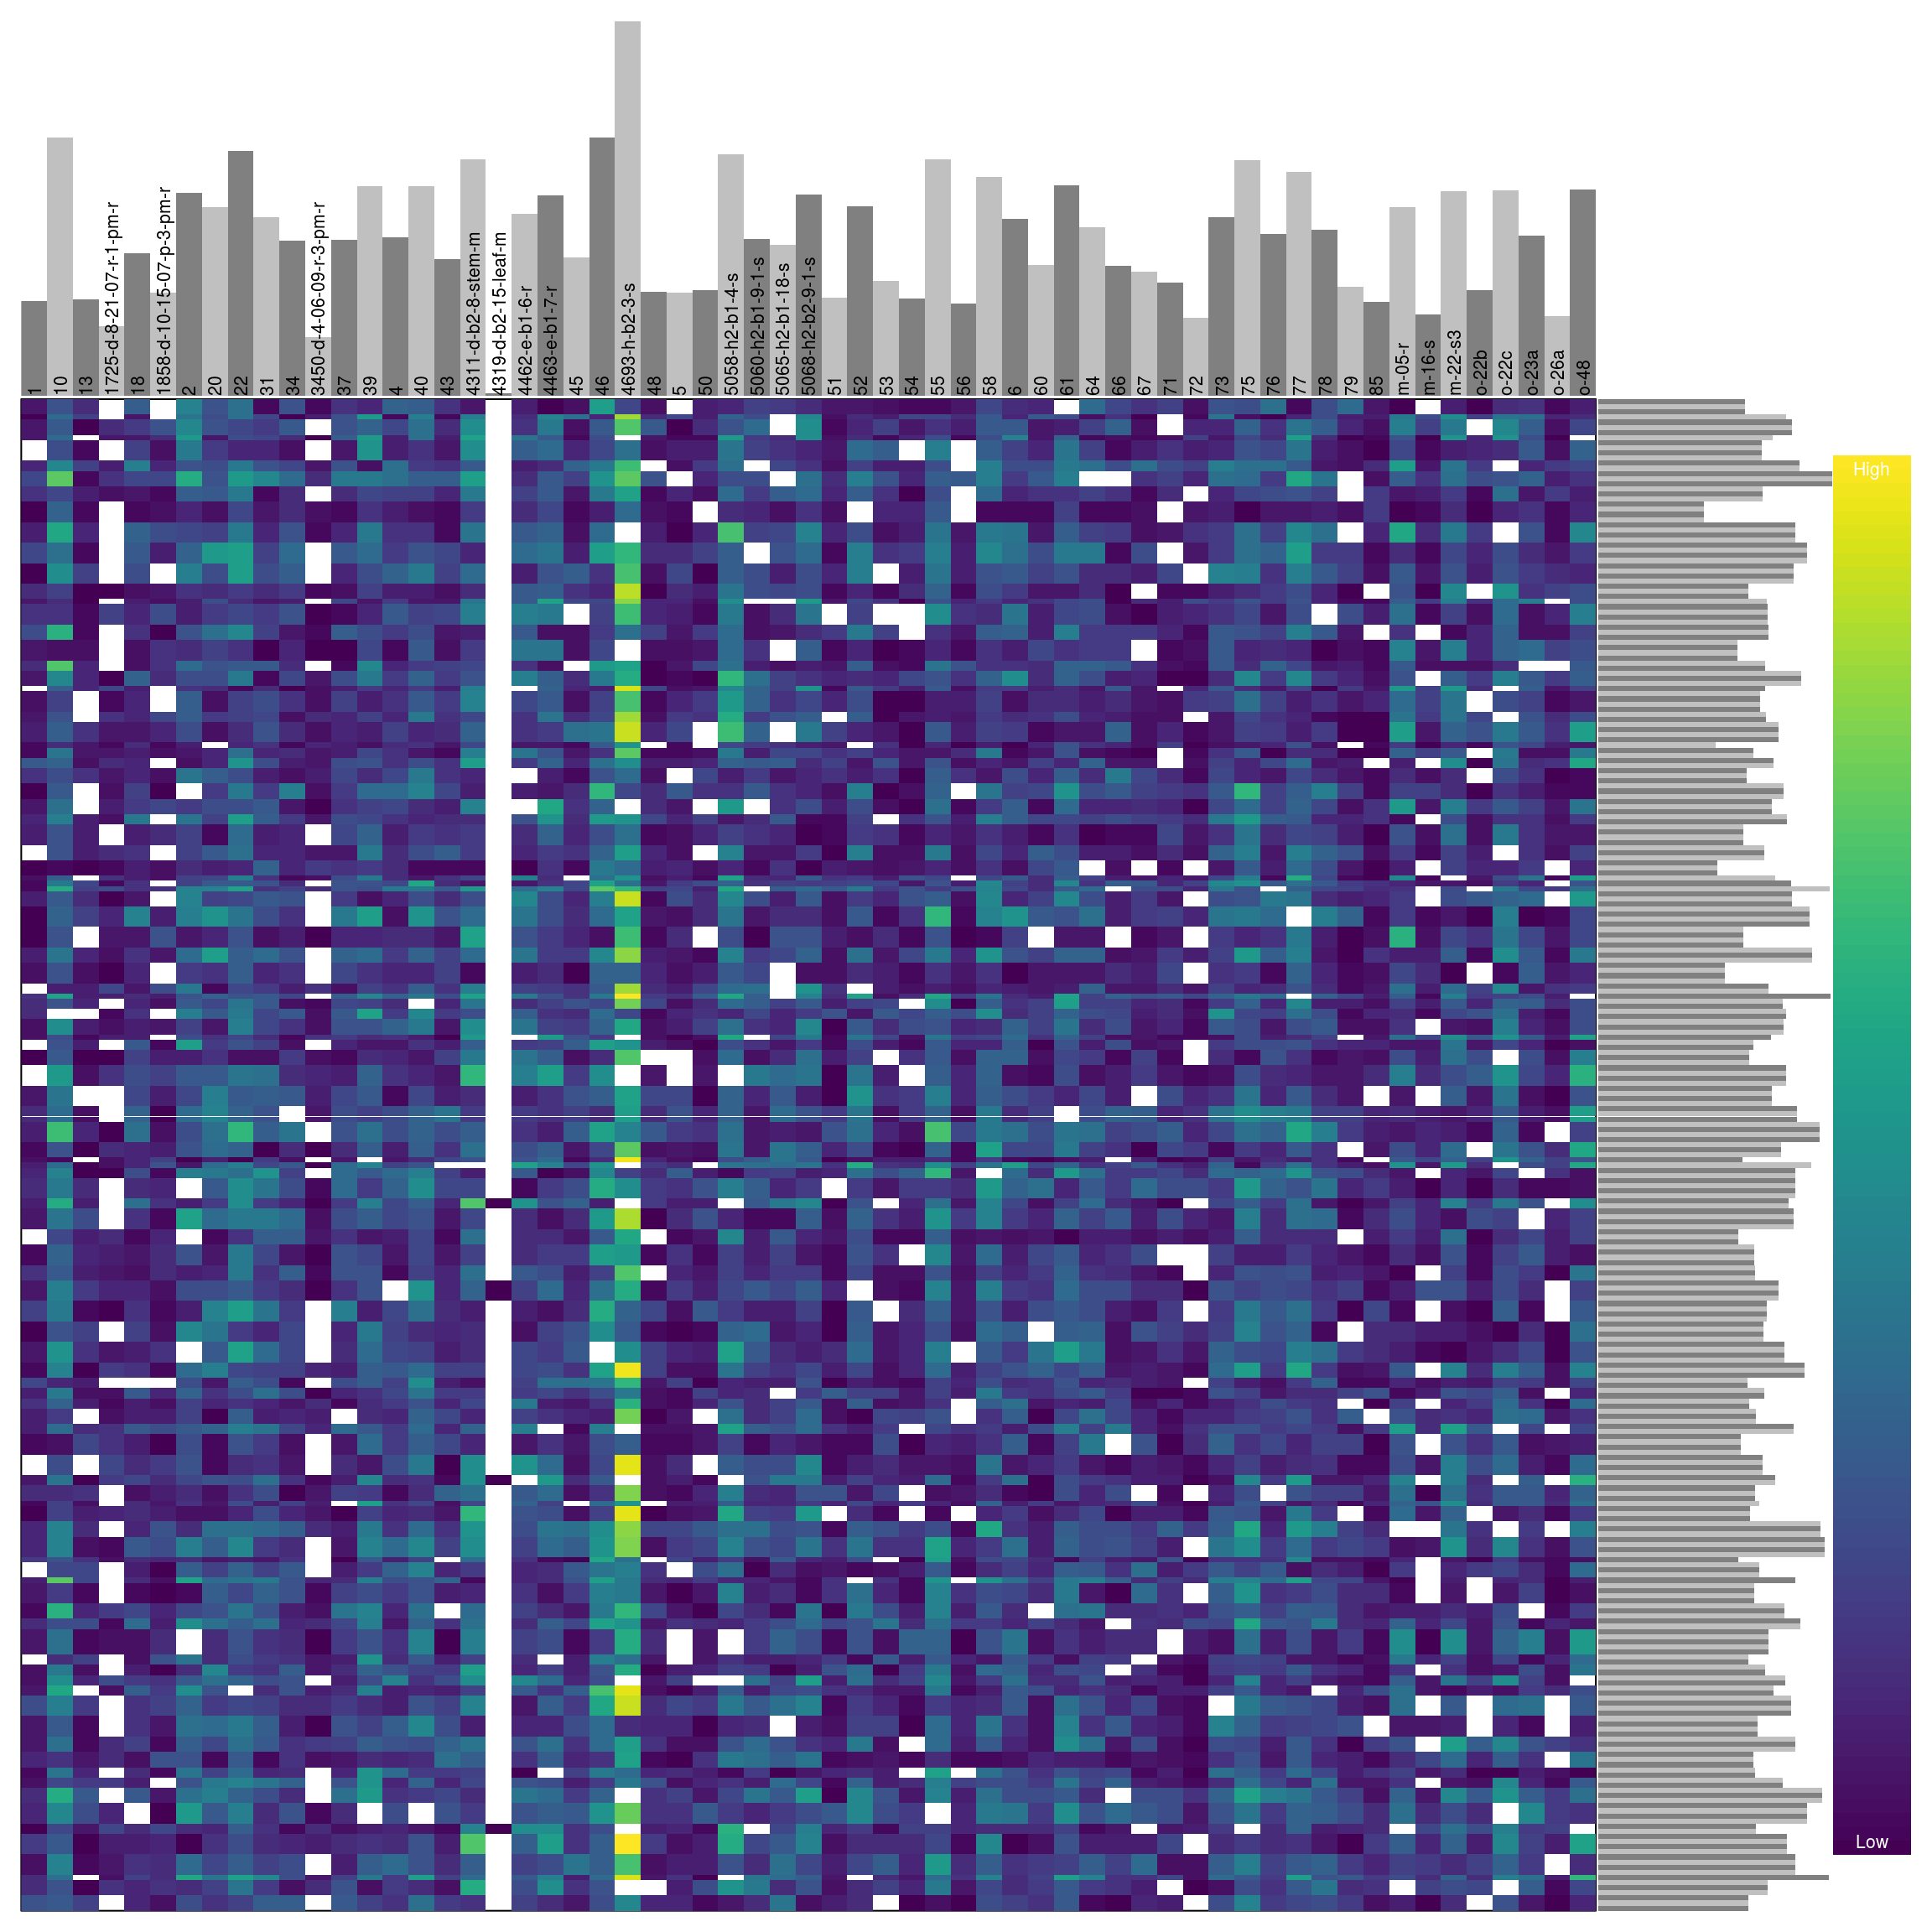 1
10
13
1725-d-8-21-07-r-1-pm-r
18
1858-d-10-15-07-p-3-pm-r
2
20
22
31
34
3450-d-4-06-09-r-3-pm-r
37
39
4
40
43
4311-d-b2-8-stem-m
4319-d-b2-15-leaf-m
4462-e-b1-6-r
4463-e-b1-7-r
45
46
4693-h-b2-3-s
48
5
50
5058-h2-b1-4-s
5060-h2-b1-9-1-s
5065-h2-b1-18-s
5068-h2-b2-9-1-s
51
52
53
54
55
56
58
6
60
61
64
66
67
71
72
73
75
76
77
78
79
85
m-05-r
m-16-s
m-22-s3
o-22b
o-22c
o-23a
o-26a
o-48
High
Low